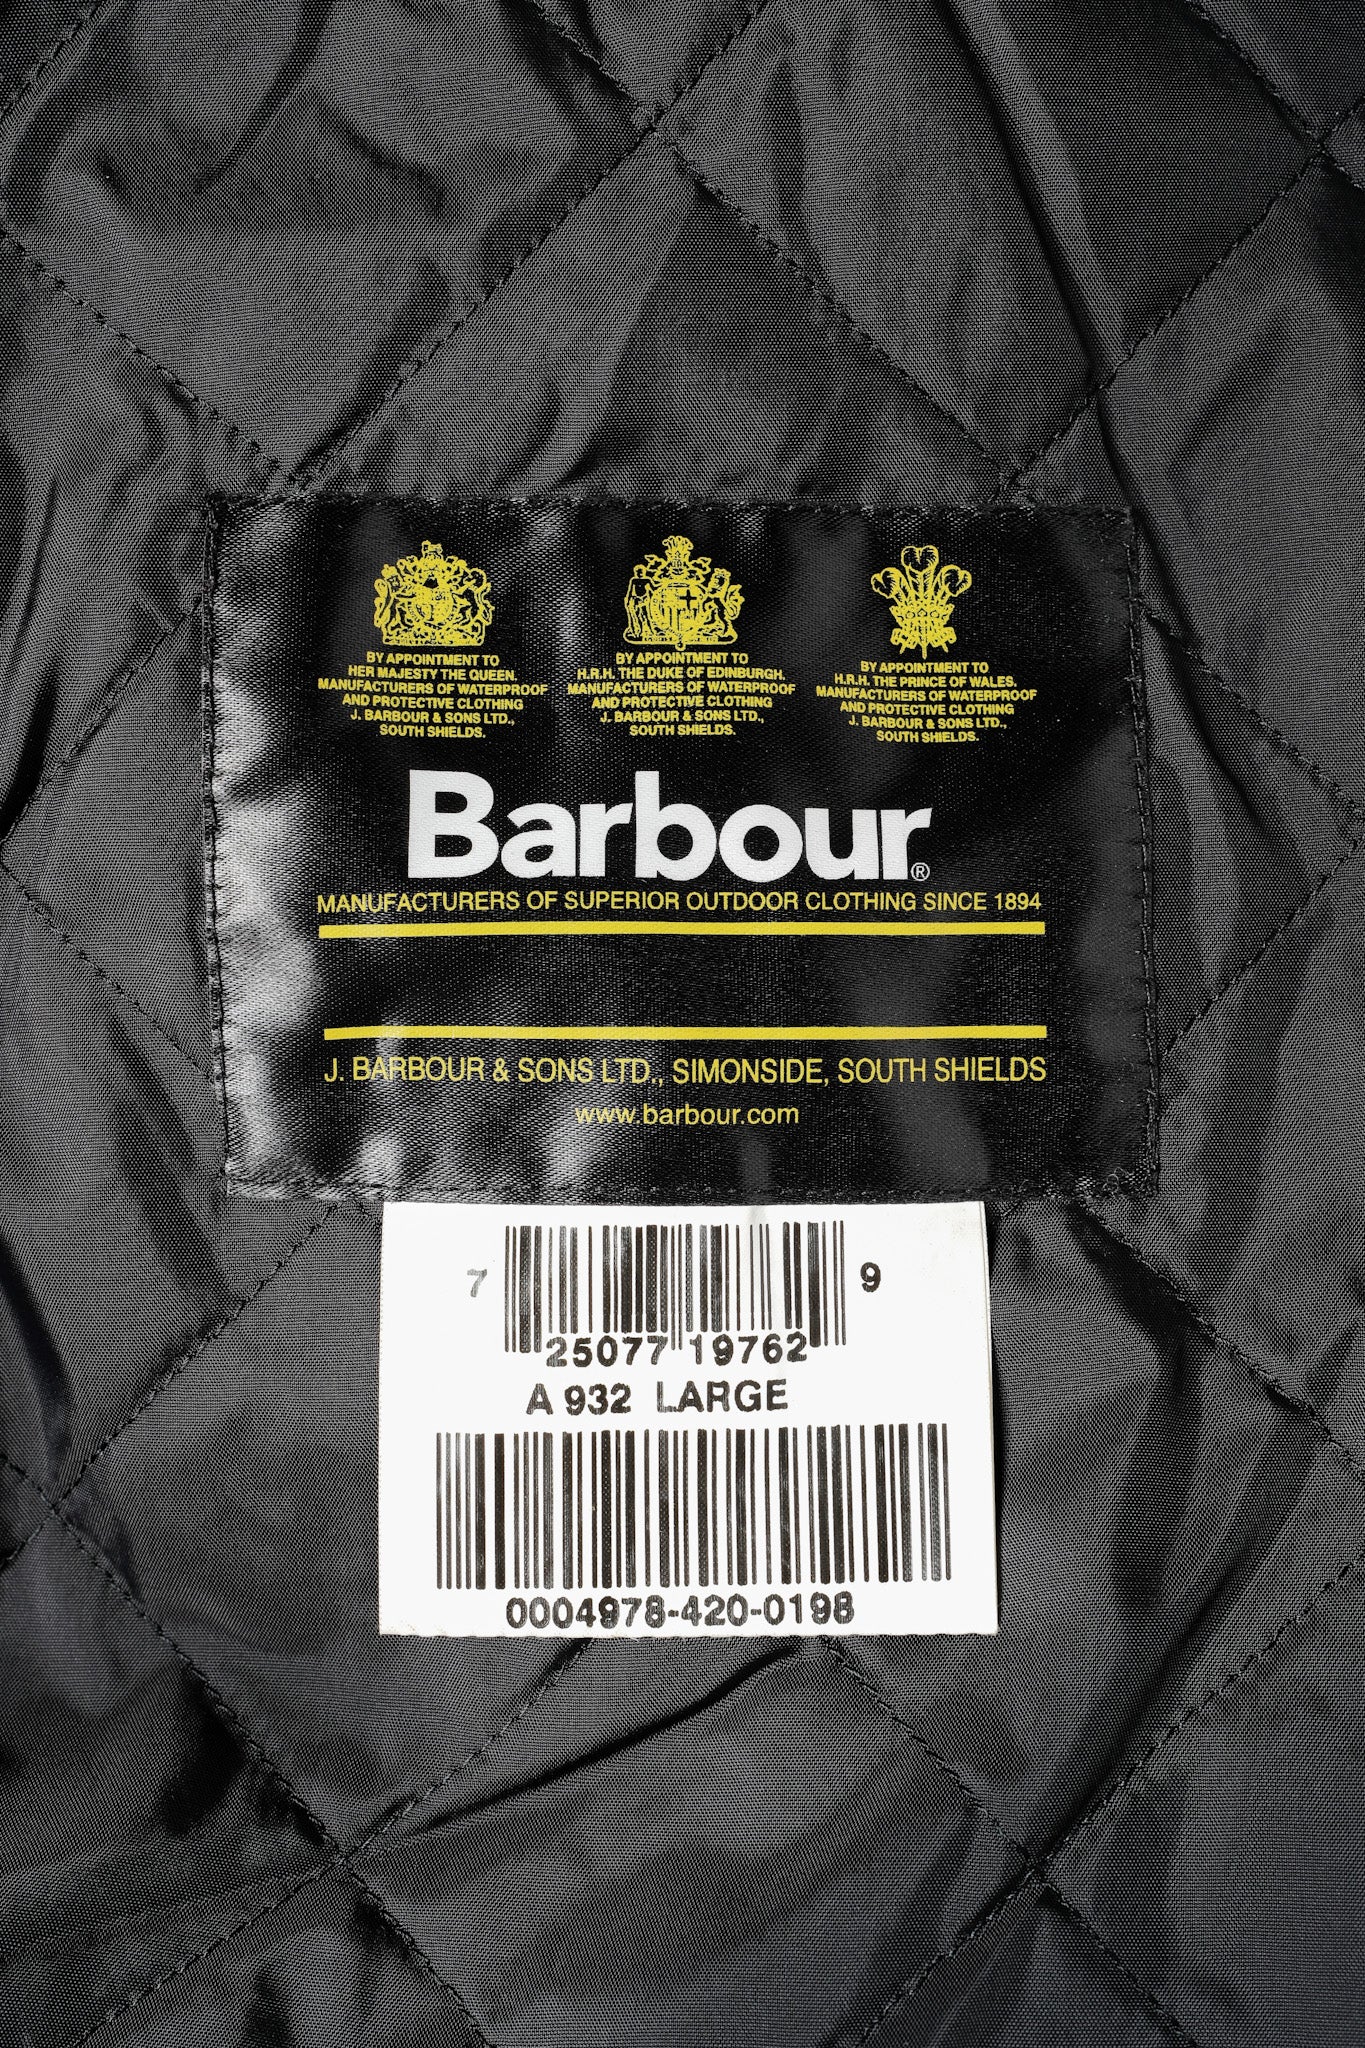 BY APPOINTMENT TO
HER MAJESTY THE QUEEN.
MANUFACTURERS OF WATERPROOF
AND PROTECTIVE CLOTHING
J. BARBOUR & SONS LTD.,
SOUTH SHIELDS.
BY APPOINTMENT TO
H.R.H. THE DUKE OF EDINBURGH.
MANUFACTURERS OF WATERPROOF
AND PROTECTIVE CLOTHING
J. BARBOUR & SONS LTD.,
SOUTH SHIELDS.
BY APPOINTMENT TO
H.R.H. THE PRINCE OF WALES.
MANUFACTURERS OF WATERPROOF
AND PROTECTIVE CLOTHING
J. BARBOUR & SONS LTD.,
SOUTH SHIELDS.
Barbour®
MANUFACTURERS OF SUPERIOR OUTDOOR CLOTHING SINCE 1894
J. BARBOUR & SONS LTD., SIMONSIDE, SOUTH SHIELDS
www.barbour.com
7 25077 19762 9
A 932 LARGE
0004978-420-0198